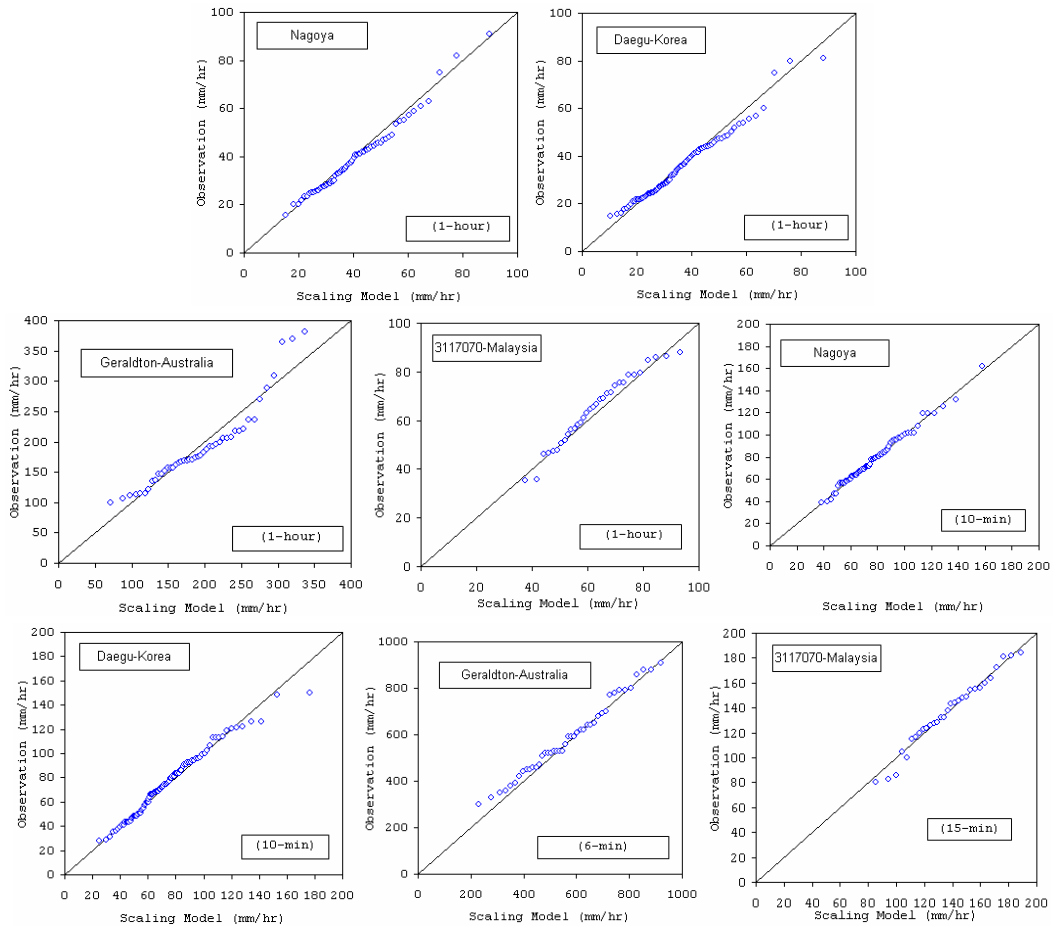 Nagoya
Observation (mm/hr)
100
80
60
40
20
0
(1-hour)
0 20 40 60 80 100
Scaling Model (mm/hr)
Daegu-Korea
Observation (mm/hr)
100
80
60
40
20
0
(1-hour)
0 20 40 60 80 100
Scaling Model (mm/hr)
Geraldton-Australia
Observation (mm/hr)
400
350
300
250
200
150
100
50
0
(1-hour)
0 50 100 150 200 250 300 350 400
Scaling Model (mm/hr)
3117070-Malaysia
Observation (mm/hr)
100
80
60
40
20
0
(1-hour)
0 20 40 60 80 100
Scaling Model (mm/hr)
Nagoya
Observation (mm/hr)
200
180
160
140
120
100
80
60
40
20
0
(10-min)
0 20 40 60 80 100 120 140 160 180 200
Scaling Model (mm/hr)
Daegu-Korea
Observation (mm/hr)
200
180
160
140
120
100
80
60
40
20
0
(10-min)
0 20 40 60 80 100 120 140 160 180 200
Scaling Model (mm/hr)
Geraldton-Australia
Observation (mm/hr)
1000
800
600
400
200
0
(6-min)
0 200 400 600 800 1000
Scaling Model (mm/hr)
3117070-Malaysia
Observation (mm/hr)
200
180
160
140
120
100
80
60
40
20
0
(15-min)
0 20 40 60 80 100 120 140 160 180 200
Scaling Model (mm/hr)